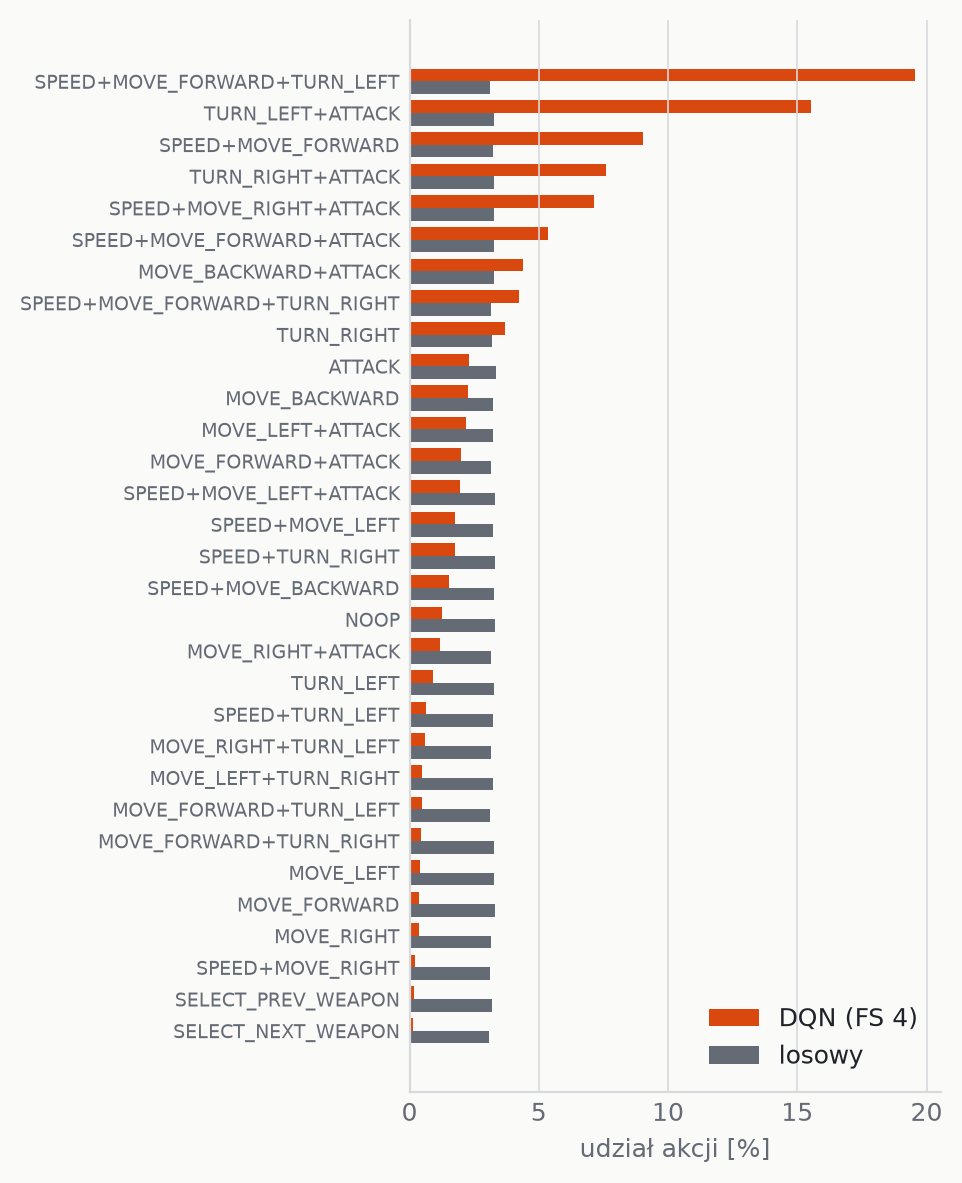 SPEED+MOVE_FORWARD+TURN_LEFT
TURN_LEFT+ATTACK
SPEED+MOVE_FORWARD
TURN_RIGHT+ATTACK
SPEED+MOVE_RIGHT+ATTACK
SPEED+MOVE_FORWARD+ATTACK
MOVE_BACKWARD+ATTACK
SPEED+MOVE_FORWARD+TURN_RIGHT
TURN_RIGHT
ATTACK
MOVE_BACKWARD
MOVE_LEFT+ATTACK
MOVE_FORWARD+ATTACK
SPEED+MOVE_LEFT+ATTACK
SPEED+MOVE_LEFT
SPEED+TURN_RIGHT
SPEED+MOVE_BACKWARD
NOOP
MOVE_RIGHT+ATTACK
TURN_LEFT
SPEED+TURN_LEFT
MOVE_RIGHT+TURN_LEFT
MOVE_LEFT+TURN_RIGHT
MOVE_FORWARD+TURN_LEFT
MOVE_FORWARD+TURN_RIGHT
MOVE_LEFT
MOVE_FORWARD
MOVE_RIGHT
SPEED+MOVE_RIGHT
SELECT_PREV_WEAPON
SELECT_NEXT_WEAPON
DQN (FS 4)
losowy
0 5 10 15 20
udział akcji [%]